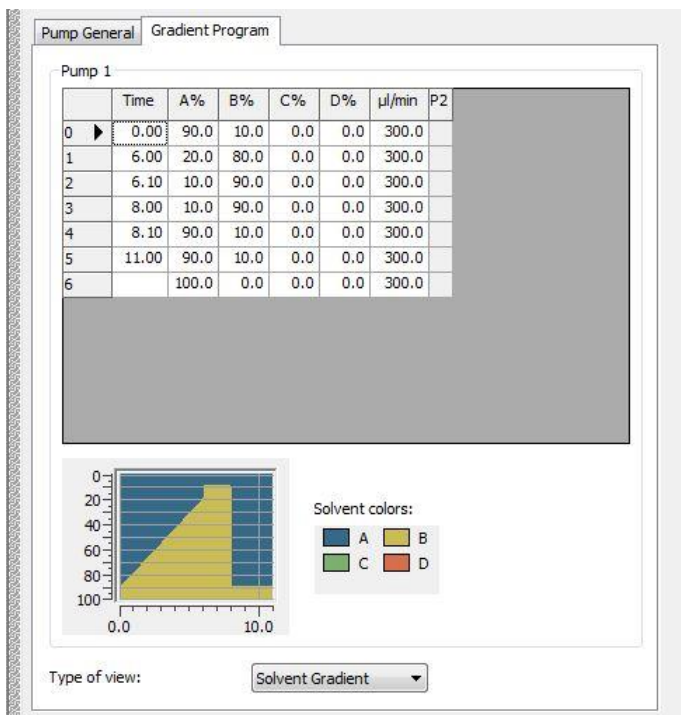 Pump General Gradient Program
Pump 1
Time A% B% C% D% µl/min P2
0 0.00 90.0 10.0 0.0 0.0 300.0
1 6.00 20.0 80.0 0.0 0.0 300.0
2 6.10 10.0 90.0 0.0 0.0 300.0
3 8.00 10.0 90.0 0.0 0.0 300.0
4 8.10 90.0 10.0 0.0 0.0 300.0
5 11.00 90.0 10.0 0.0 0.0 300.0
6 100.0 0.0 0.0 0.0 300.0
0
20
40
60
80
100
0.0 10.0
Solvent colors:
A B
C D
Type of view: Solvent Gradient